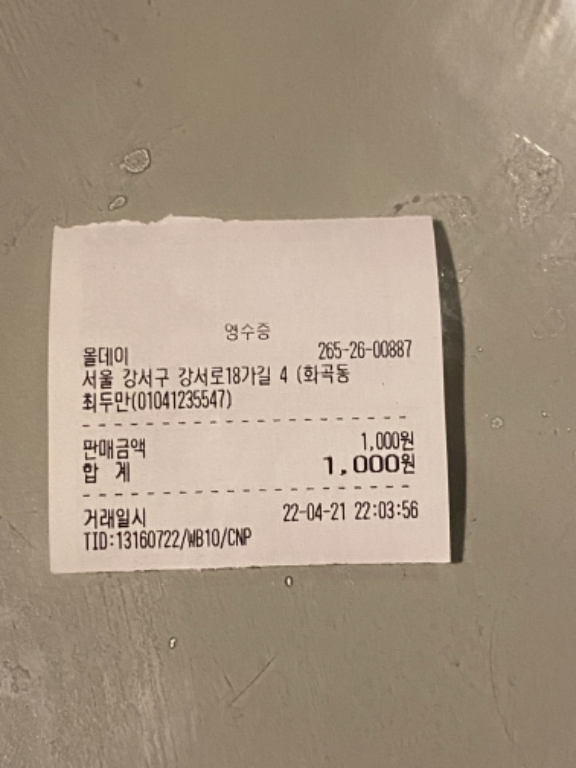 영수증
몰데이 265-26-00887
서울 강서구 강서로18가길 4 (화곡동
최두만(01041235547)
판매금액 1,000원
합 계 1,000원
거래일시 22-04-21 22:03:56
TID:13160722/WB10/CNP